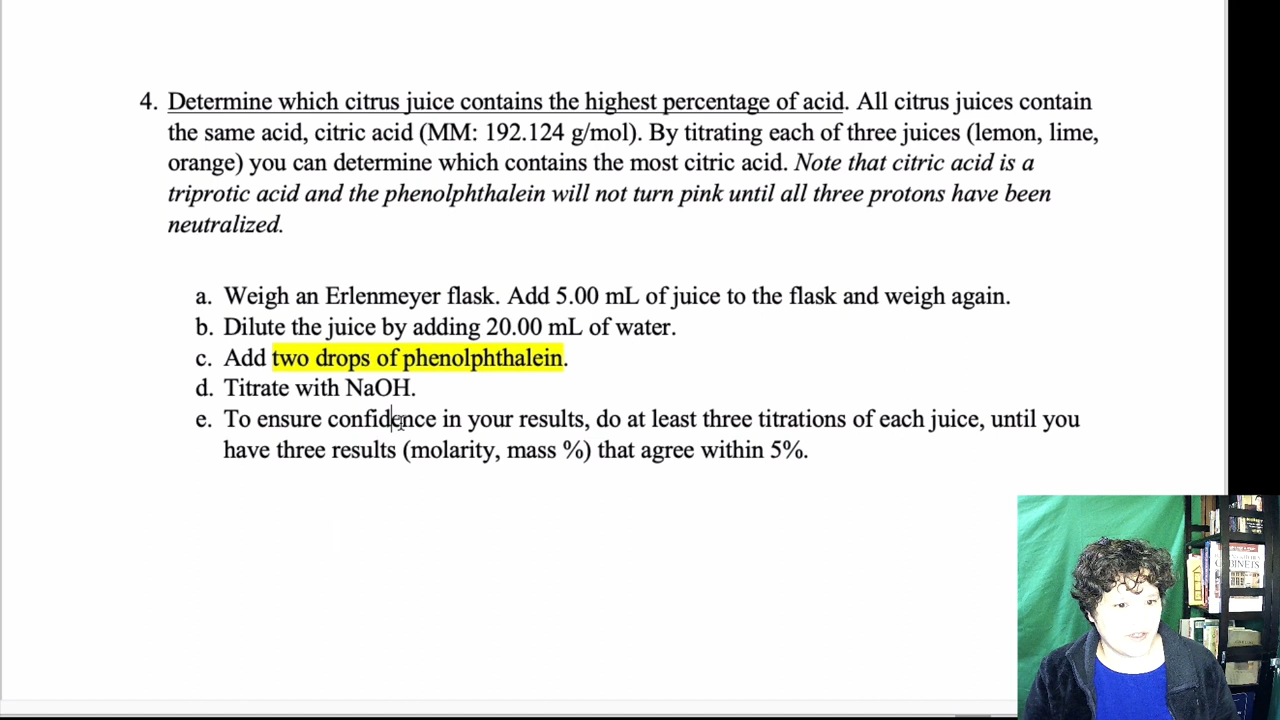 4. Determine which citrus juice contains the highest percentage of acid. All citrus juices contain
the same acid, citric acid (MM: 192.124 g/mol). By titrating each of three juices (lemon, lime,
orange) you can determine which contains the most citric acid. Note that citric acid is a
triprotic acid and the phenolphthalein will not turn pink until all three protons have been
neutralized.
a. Weigh an Erlenmeyer flask. Add 5.00 mL of juice to the flask and weigh again.
b. Dilute the juice by adding 20.00 mL of water.
c. Add two drops of phenolphthalein.
d. Titrate with NaOH.
e. To ensure confidence in your results, do at least three titrations of each juice, until you
have three results (molarity, mass %) that agree within 5%.